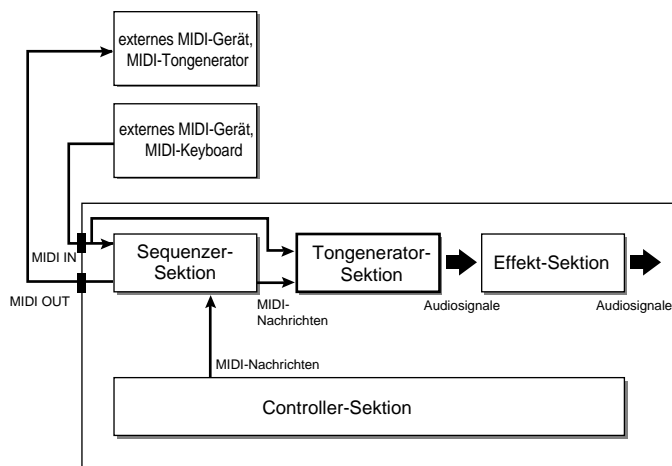 externes MIDI-Gerät,
MIDI-Tongenerator
externes MIDI-Gerät,
MIDI-Keyboard
MIDI IN
Sequenzer-
Sektion
Tongenerator-
Sektion
Effekt-Sektion
MIDI OUT
MIDI-
Nachrichten
Audiosignale
Audiosignale
MIDI-Nachrichten
Controller-Sektion